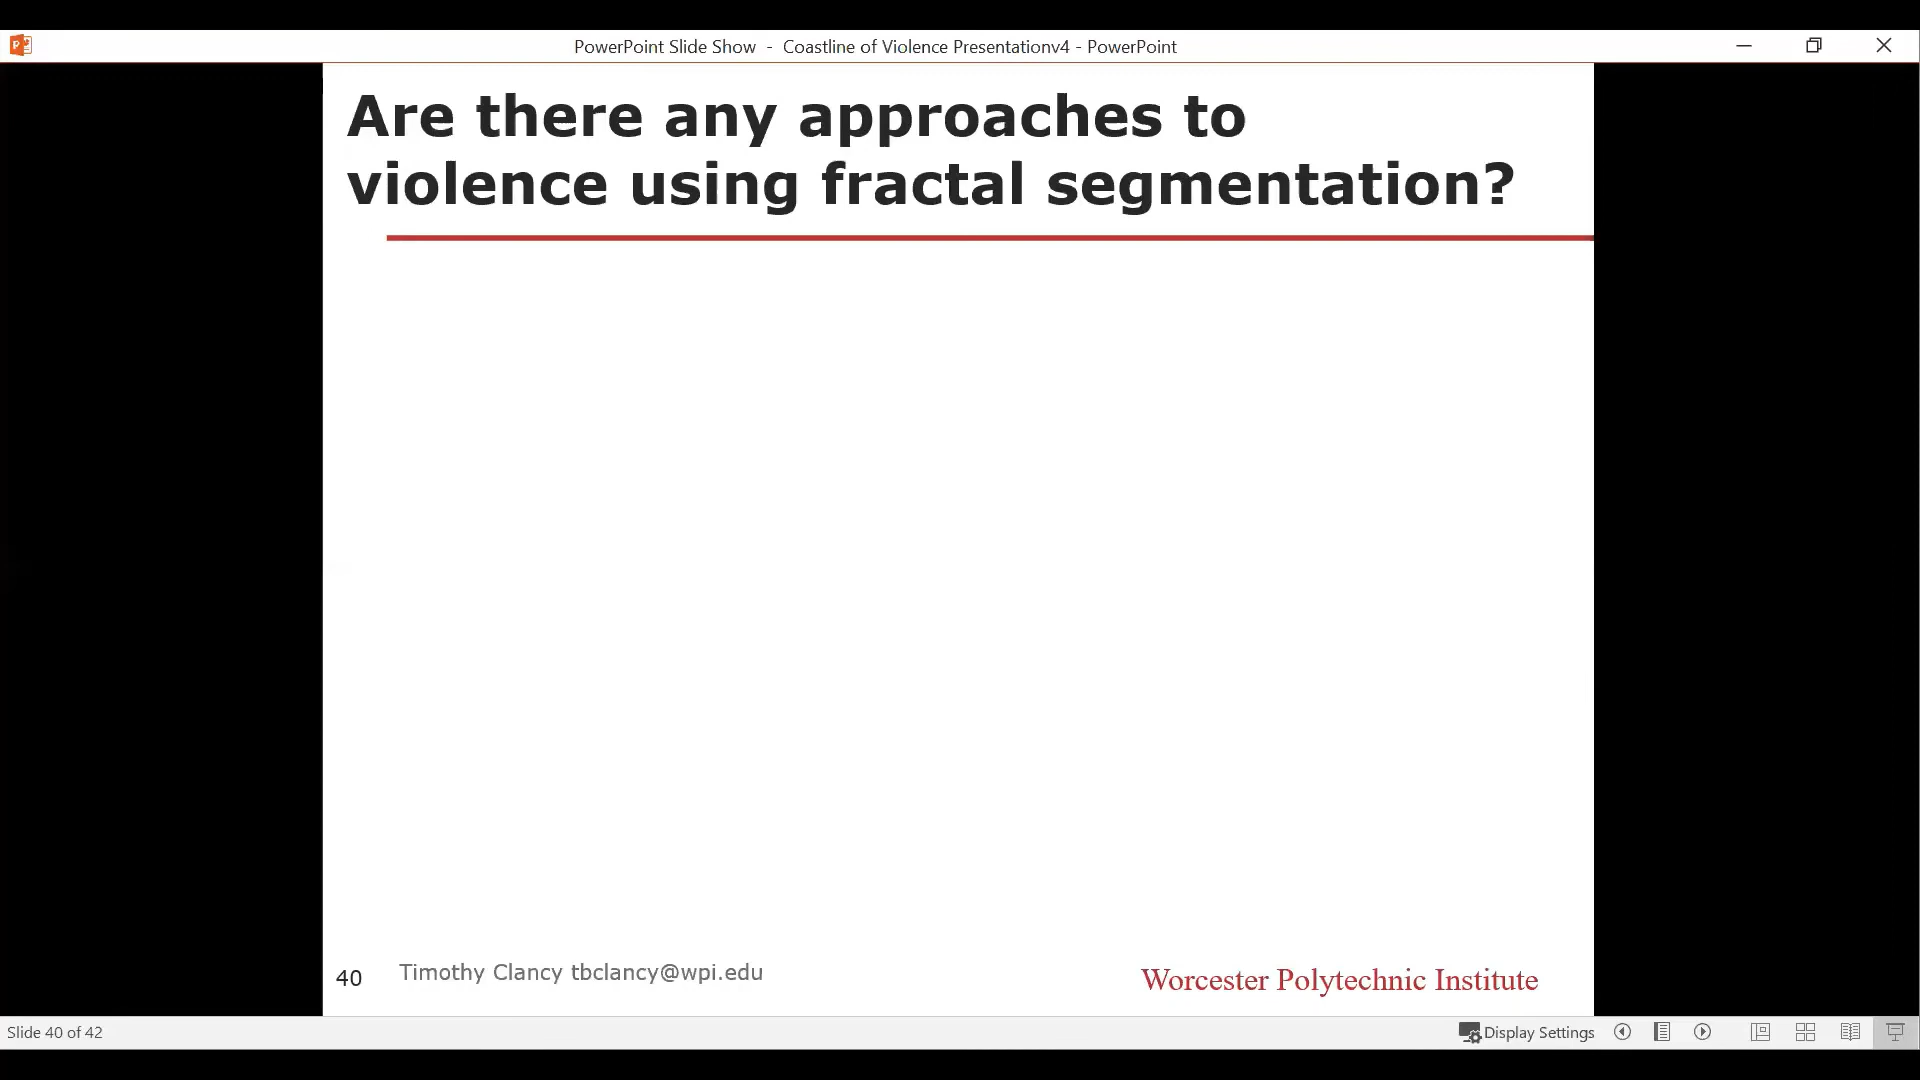 PowerPoint Slide Show - Coastline of Violence Presentationv4 - PowerPoint
Are there any approaches to
violence using fractal segmentation?
40
Timothy Clancy tbclancy@wpi.edu
Worcester Polytechnic Institute
Slide 40 of 42
Display Settings